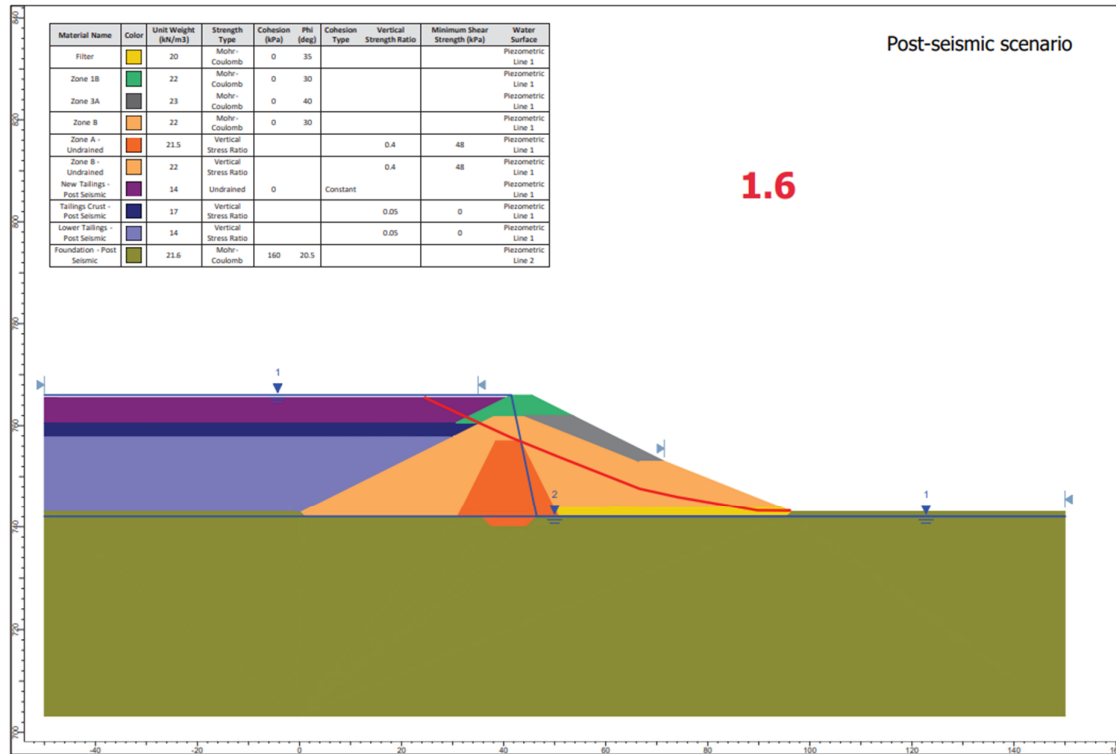 Post-seismic scenario
Material Name Color Unit Weight (kN/m3) Strength Type Cohesion (kPa) Phi (deg) Cohesion Type Vertical Strength Ratio Minimum Shear Strength (kPa) Water Surface
Filter 20 Mohr-Coulomb 0 35 Piezometric Line 1
Zone 1B 22 Mohr-Coulomb 0 30 Piezometric Line 1
Zone 3A 23 Mohr-Coulomb 0 40 Piezometric Line 1
Zone B 22 Mohr-Coulomb 0 30 Piezometric Line 1
Zone A - Undrained 21.5 Vertical Stress Ratio 0.4 48 Piezometric Line 1
Zone B - Undrained 22 Vertical Stress Ratio 0.4 48 Piezometric Line 1
New Tailings - Post Seismic 14 Undrained 0 Constant Piezometric Line 1
Tailings Crust - Post Seismic 17 Vertical Stress Ratio 0.05 0 Piezometric Line 1
Lower Tailings - Post Seismic 14 Vertical Stress Ratio 0.05 0 Piezometric Line 1
Foundation - Post Seismic 21.6 Mohr-Coulomb 160 20.5 Piezometric Line 2
1.6
1
2
1
840
820
800
780
760
740
720
700
-40 -20 0 20 40 60 80 100 120 140